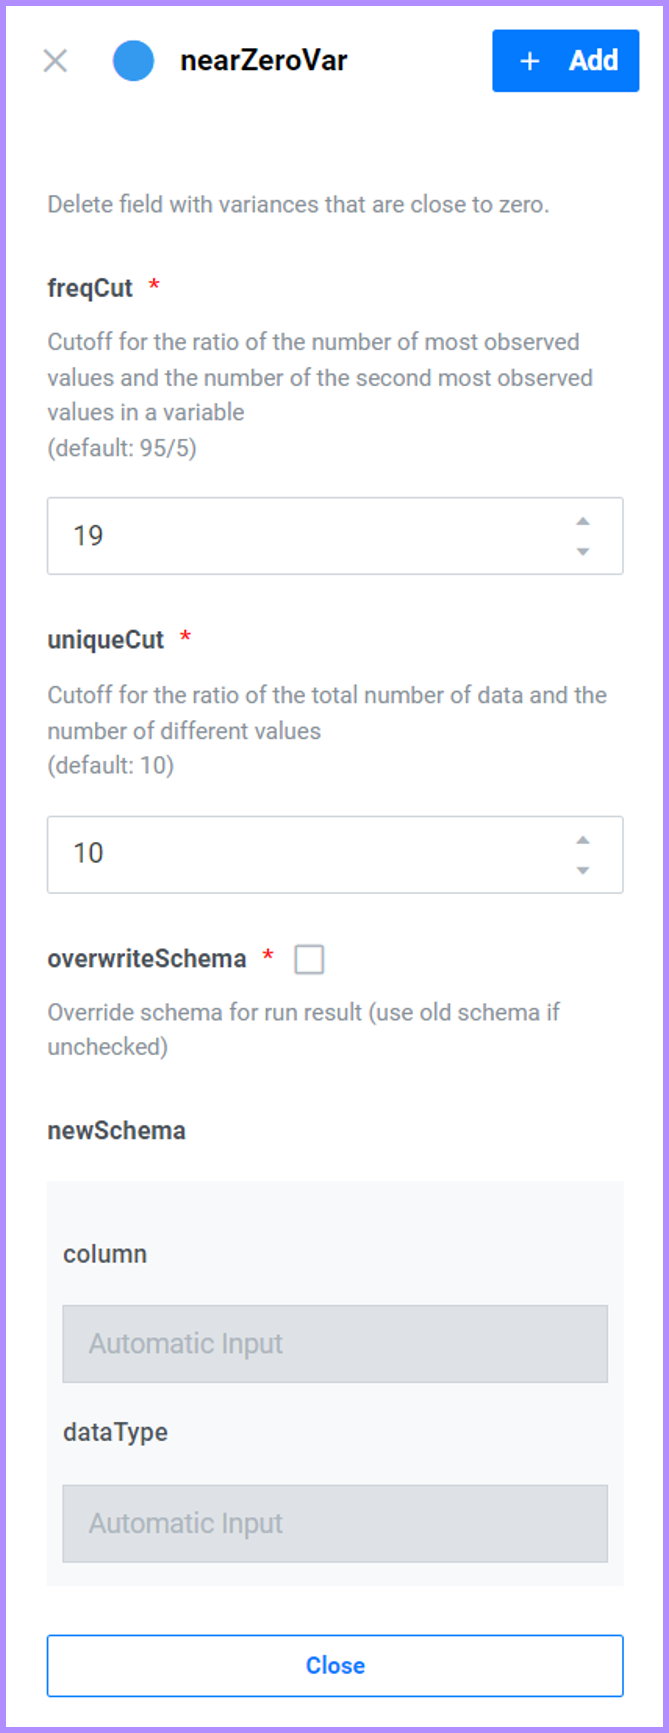 nearZeroVar
+ Add
Delete field with variances that are close to zero.
freqCut *
Cutoff for the ratio of the number of most observed
values and the number of the second most observed
values in a variable
(default: 95/5)
19
uniqueCut *
Cutoff for the ratio of the total number of data and the
number of different values
(default: 10)
10
overwriteSchema *
Override schema for run result (use old schema if
unchecked)
newSchema
column
Automatic Input
dataType
Automatic Input
Close